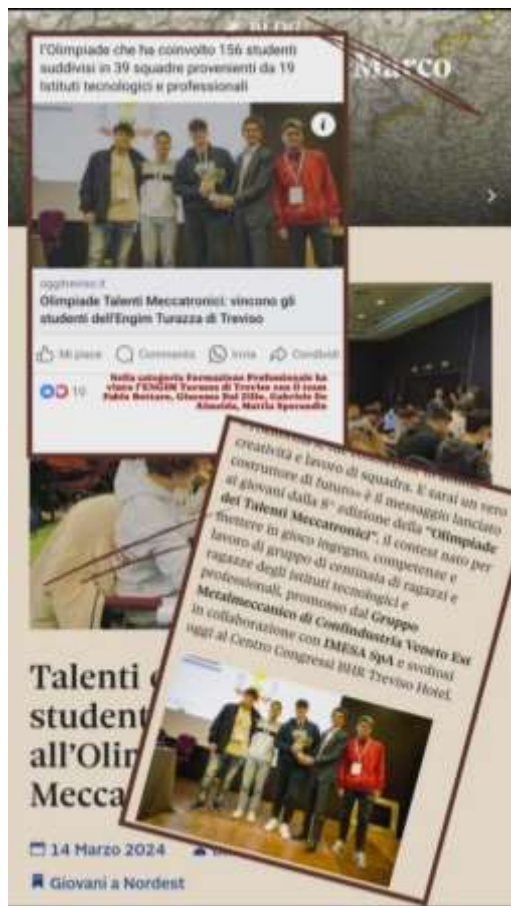 BLOG
Marco
l'Olimpiade che ha coinvolto 156 studenti
suddivisi in 39 squadre provenienti da 19
Istituti tecnologici e professionali
oggitreviso.it
Olimpiade Talenti Meccatronici: vincono gli
studenti dell'Engim Turazza di Treviso
Mi piace Commenta Invia Condividi
19
Nella categoria Formazione Professionale ha
vinto l'ENGIM Turazza di Treviso con il team
Fabio Bottaro, Giacomo Dal Zilio, Gabriele De
Almeida, Mattia Sperandio
creatività e lavoro di squadra. E sarai un vero
costruttore di futuro» è il messaggio lanciato
ai giovani dalla 8ª edizione della "Olimpiade
dei Talenti Meccatronici", il contest nato per
mettere in gioco ingegno, competenze e
lavoro di gruppo di centinaia di ragazzi e
ragazze degli istituti tecnologici e
professionali, promosso dal Gruppo
Metalmeccanico di Confindustria Veneto Est
in collaborazione con IMESA SpA e svoltosi
oggi al Centro Congressi BHR Treviso Hotel.
Talenti
student
all'Olim
Mecca
14 Marzo 2024
Giovani a Nordest